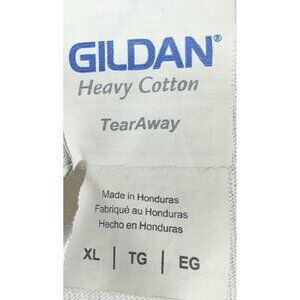 GILDAN®
Heavy Cotton
TearAway
Made in Honduras
Fabriqué au Honduras
Hecho en Honduras
XL | TG | EG